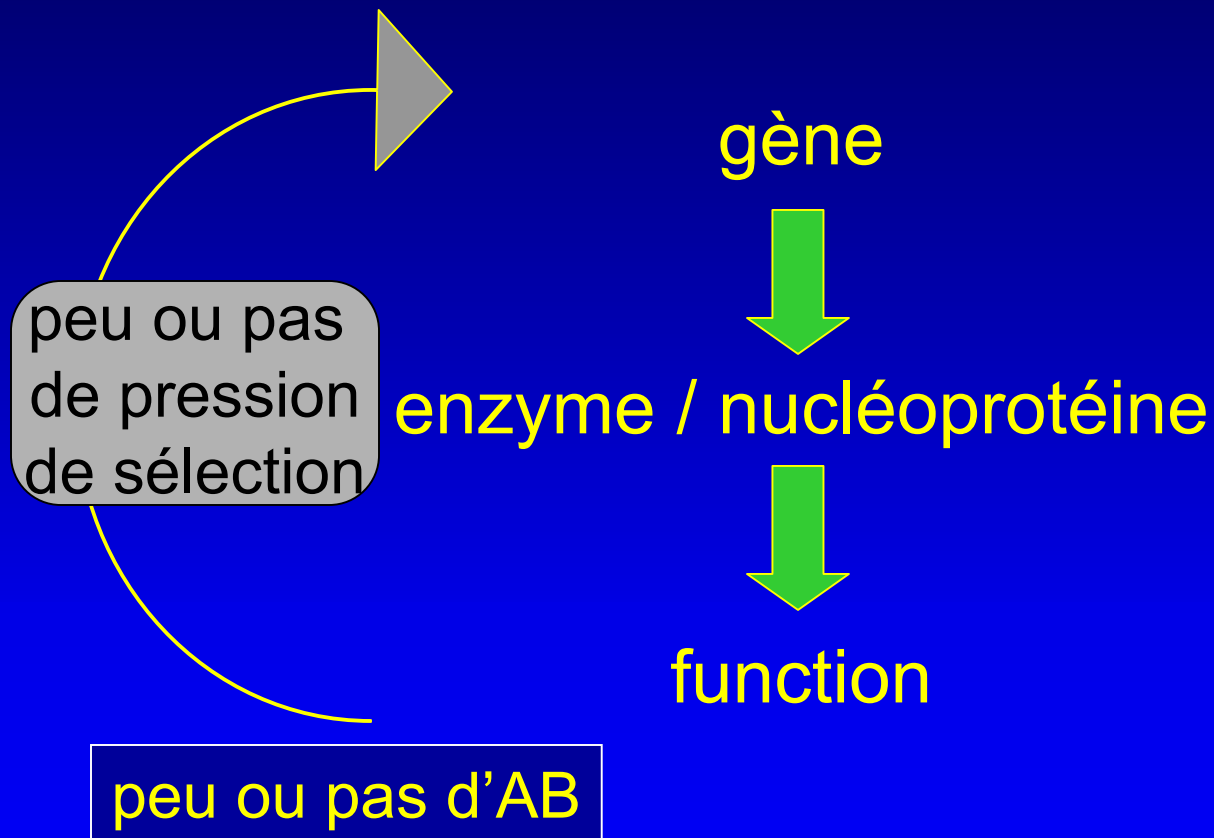 gène
peu ou pas
de pression
de sélection
enzyme / nucléoprotéine
function
peu ou pas d’AB